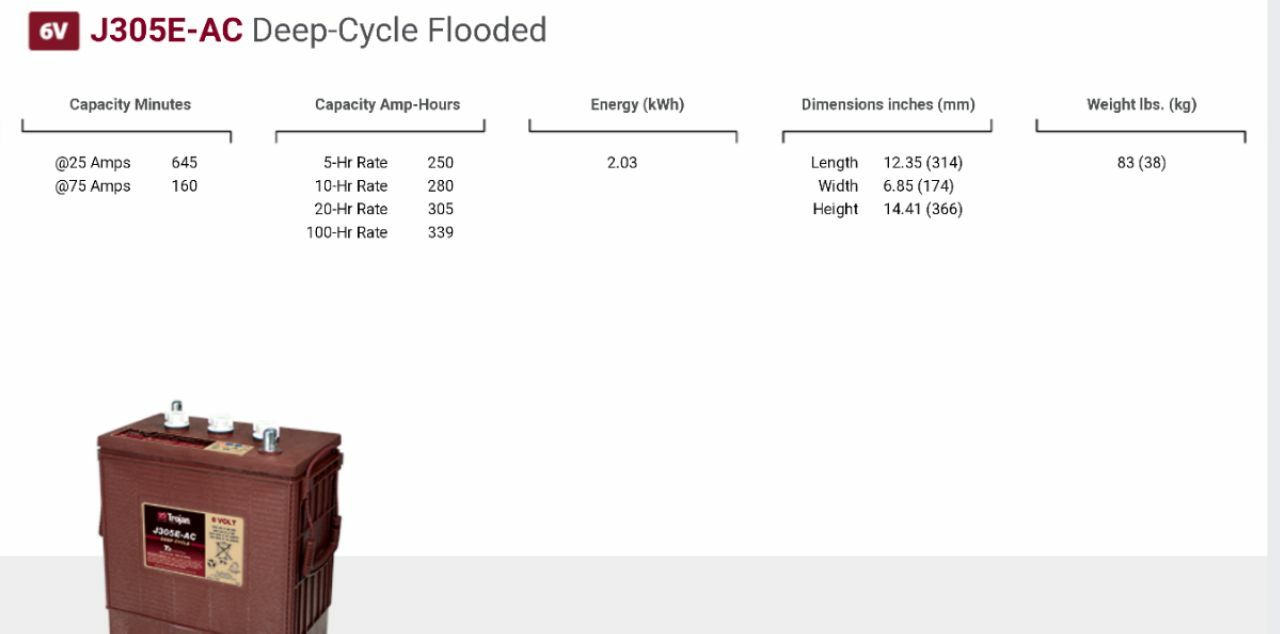 6V J305E-AC Deep-Cycle Flooded
Capacity Minutes
@25 Amps 645
@75 Amps 160
Capacity Amp-Hours
5-Hr Rate 250
10-Hr Rate 280
20-Hr Rate 305
100-Hr Rate 339
Energy (kWh)
2.03
Dimensions inches (mm)
Length 12.35 (314)
Width 6.85 (174)
Height 14.41 (366)
Weight lbs. (kg)
83 (38)
Trojan
6 VOLT
J305E-AC
DEEP CYCLE